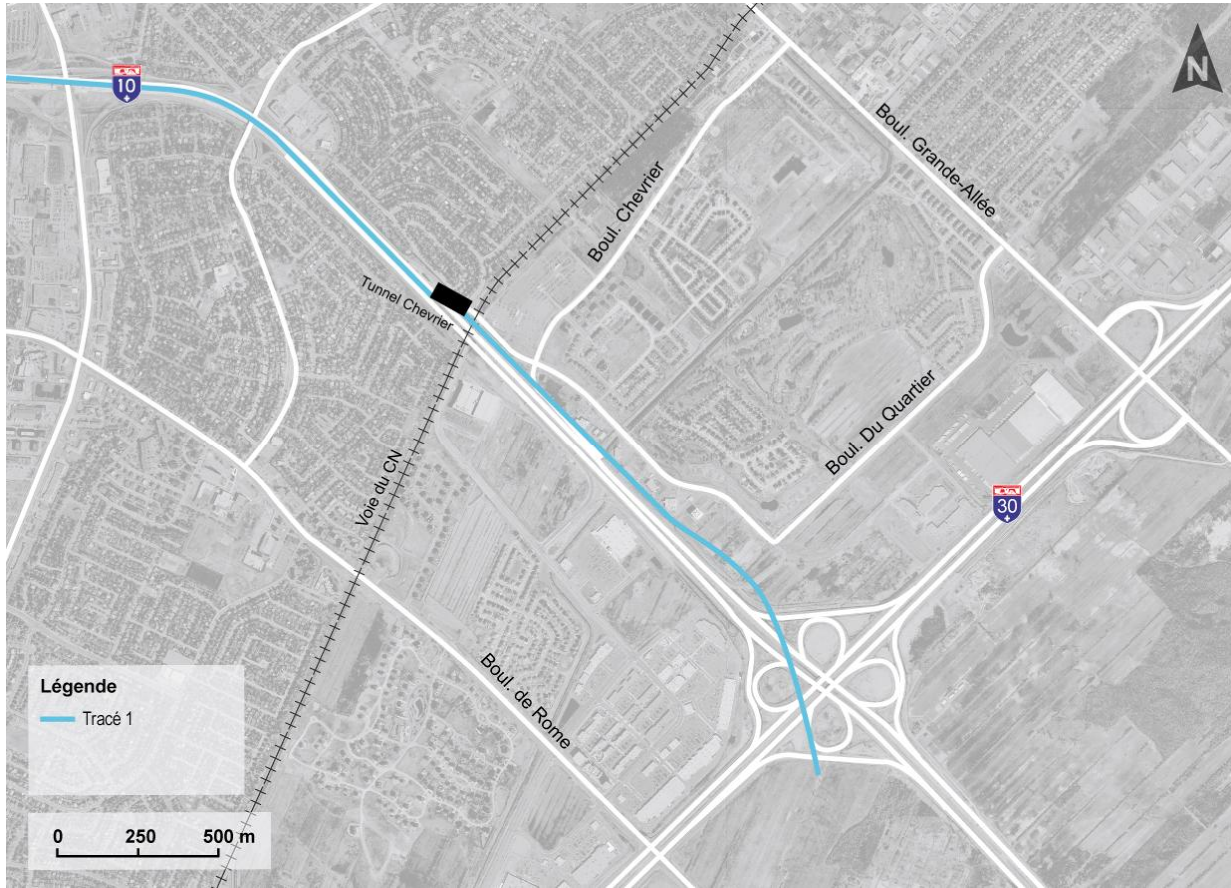 10
N
Boul. Grande-Allée
Boul. Chevrier
Tunnel Chevrier
Boul. Du Quartier
Voie du CN
30
Boul. de Rome
Légende
Tracé 1
0 250 500 m